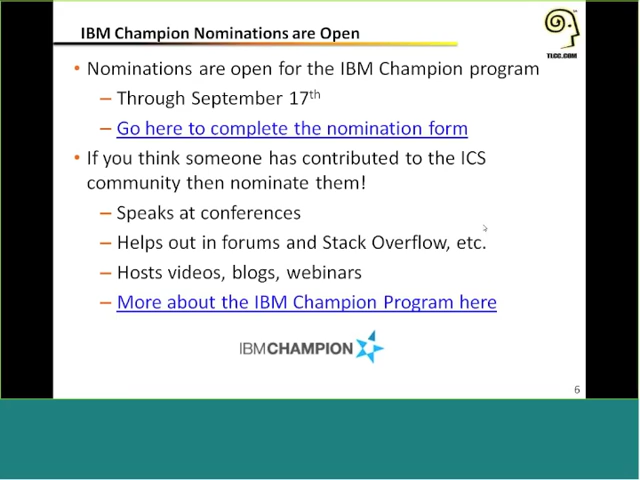 IBM Champion Nominations are Open
TLCC.COM
• Nominations are open for the IBM Champion program
– Through September 17th
– Go here to complete the nomination form
• If you think someone has contributed to the ICS
community then nominate them!
– Speaks at conferences
– Helps out in forums and Stack Overflow, etc.
– Hosts videos, blogs, webinars
– More about the IBM Champion Program here
IBMCHAMPION
6